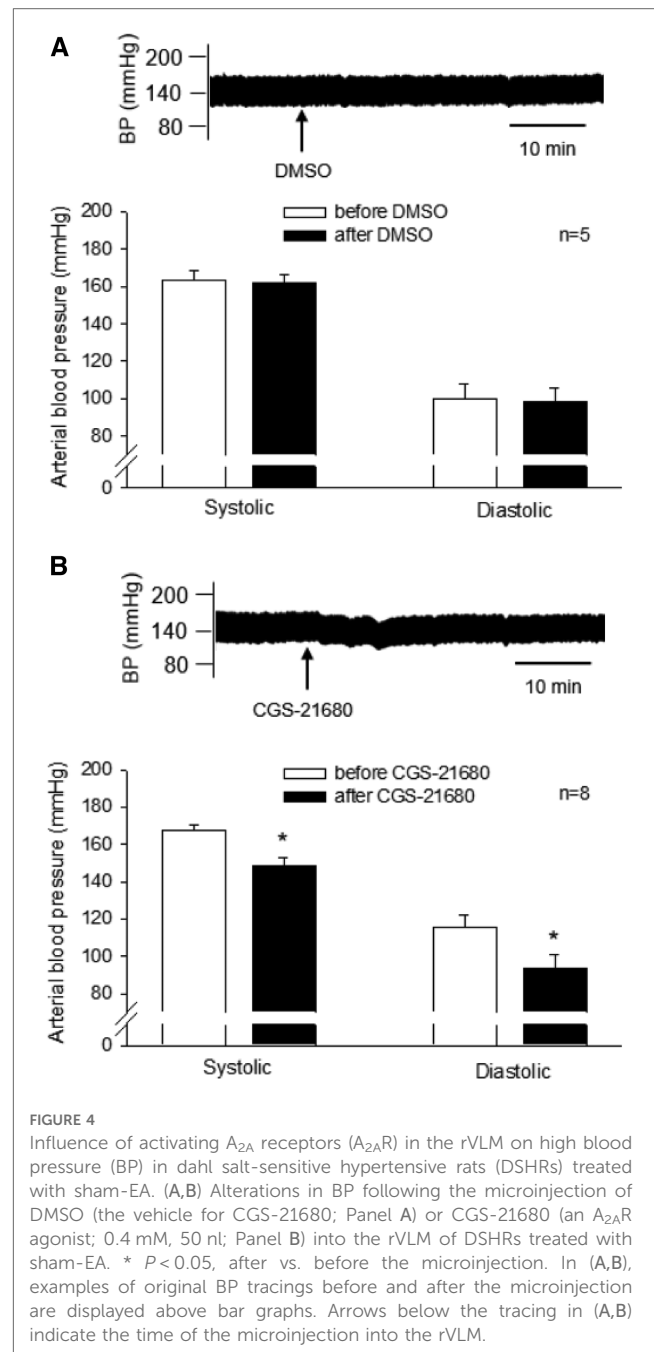 A
BP (mmHg)
200
140
80
10 min
DMSO
Arterial blood pressure (mmHg)
200
180
160
140
120
100
80
0
before DMSO
after DMSO
n=5
Systolic
Diastolic
B
BP (mmHg)
200
140
80
10 min
CGS-21680
Arterial blood pressure (mmHg)
200
180
160
140
120
100
80
0
before CGS-21680
after CGS-21680
n=8
*
*
Systolic
Diastolic
FIGURE 4
Influence of activating A2A receptors (A2AR) in the rVLM on high blood
pressure (BP) in dahl salt-sensitive hypertensive rats (DSHRs) treated
with sham-EA. (A,B) Alterations in BP following the microinjection of
DMSO (the vehicle for CGS-21680; Panel A) or CGS-21680 (an A2AR
agonist; 0.4 mM, 50 nl; Panel B) into the rVLM of DSHRs treated with
sham-EA. * P < 0.05, after vs. before the microinjection. In (A,B),
examples of original BP tracings before and after the microinjection
are displayed above bar graphs. Arrows below the tracing in (A,B)
indicate the time of the microinjection into the rVLM.